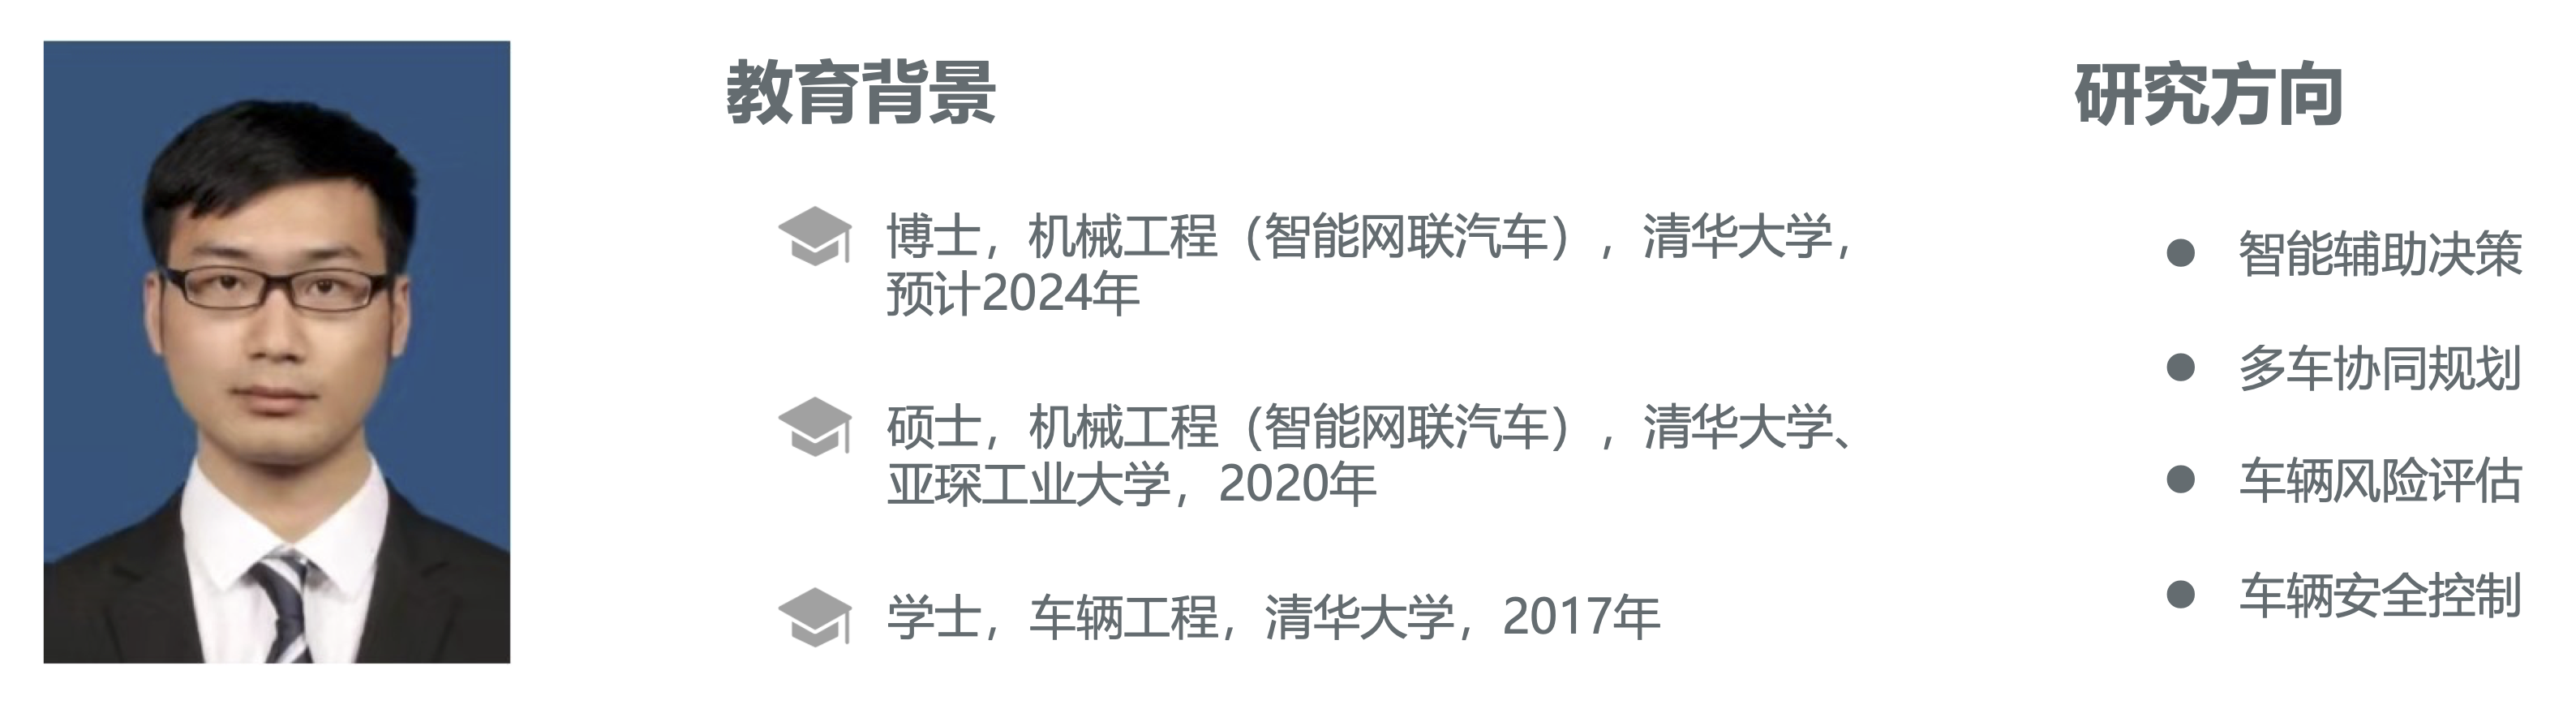 教育背景
博士，机械工程（智能网联汽车），清华大学，
预计2024年
硕士，机械工程（智能网联汽车），清华大学、
亚琛工业大学，2020年
学士，车辆工程，清华大学，2017年
研究方向
智能辅助决策
多车协同规划
车辆风险评估
车辆安全控制